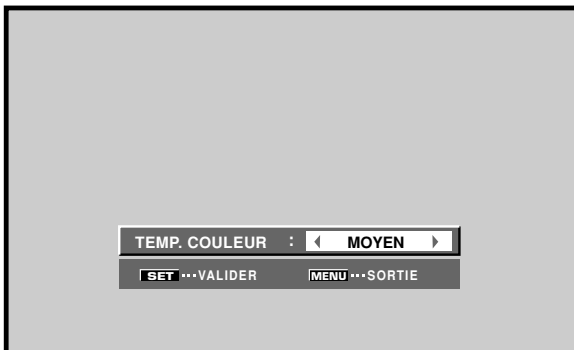 TEMP. COULEUR : MOYEN
SET ···VALIDER MENU ···SORTIE